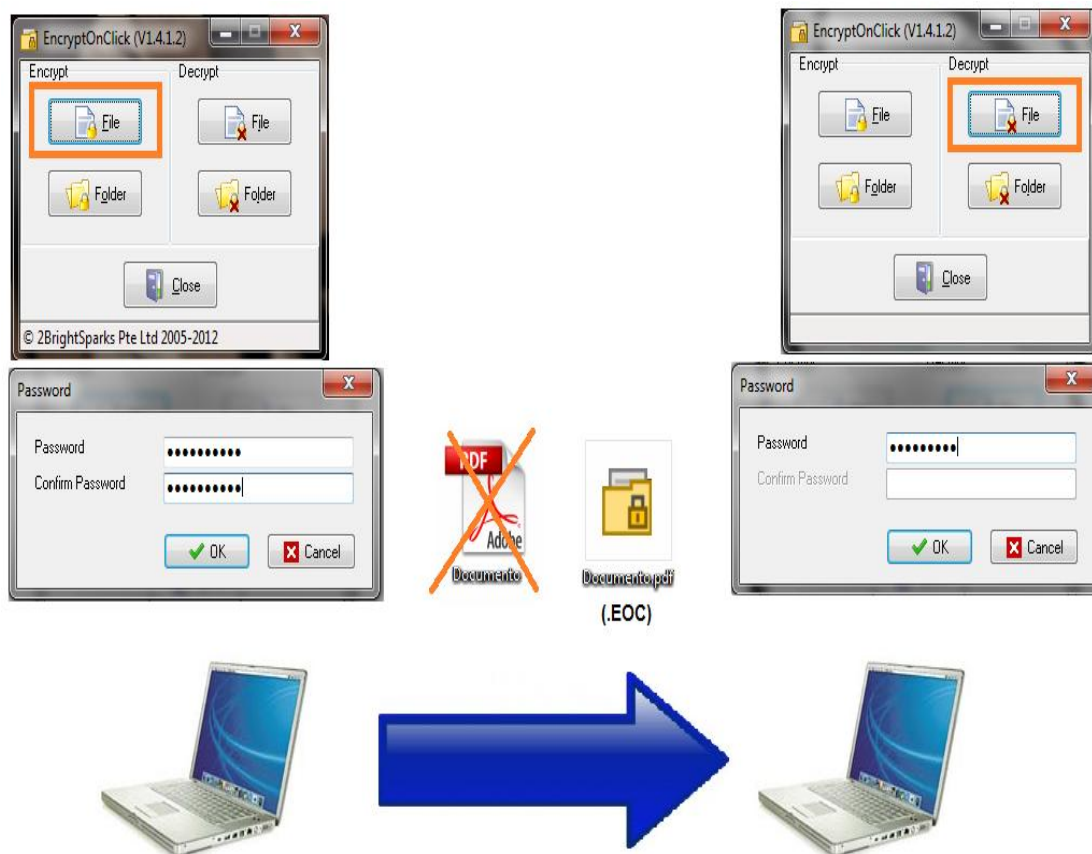 EncryptOnClick (V1.4.1.2)
Encrypt
Decrypt
File
File
Folder
Folder
Close
© 2BrightSparks Pte Ltd 2005-2012
Password
Password
Confirm Password
OK
Cancel
PDF
Adobe
Documento
Documento.pdf
(.EOC)
EncryptOnClick (V1.4.1.2)
Encrypt
Decrypt
File
File
Folder
Folder
Close
Password
Password
Confirm Password
OK
Cancel